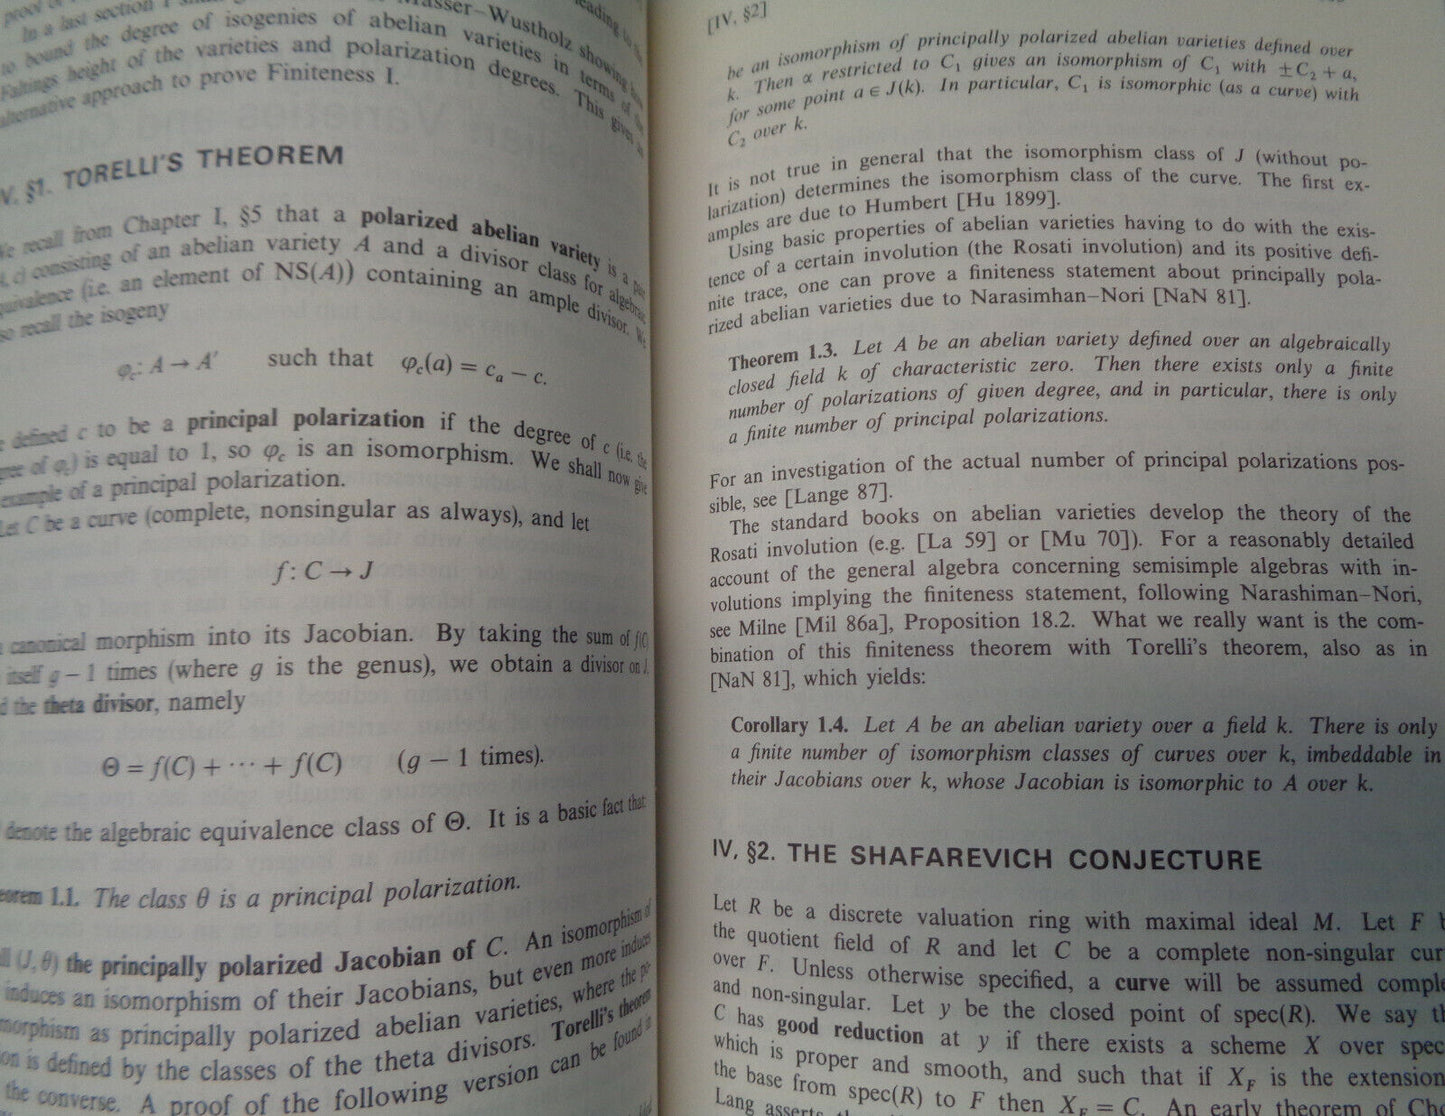 proof
In a last section
Masser–Wustholz showing how
to bound the degree of isogenies of abelian varieties in terms of the
Faltings height of the varieties and polarization degrees. This gives an
alternative approach to prove Finiteness I.
IV, §1. TORELLI'S THEOREM
We recall from Chapter I, §5 that a polarized abelian variety is a pair
consisting of an abelian variety A and a divisor class for algebraic
equivalence (i.e. an element of NS(A)) containing an ample divisor. We
also recall the isogeny
φc: A → A′ such that φc(a) = ca − c.
defined c to be a principal polarization if the degree of c (i.e. the
degree of φc) is equal to 1, so φc is an isomorphism. We shall now give
example of a principal polarization.
Let C be a curve (complete, nonsingular as always), and let
f: C → J
canonical morphism into its Jacobian. By taking the sum of f(C)
itself g − 1 times (where g is the genus), we obtain a divisor on J,
the theta divisor, namely
Θ = f(C) + ⋯ + f(C) (g − 1 times).
denote the algebraic equivalence class of Θ. It is a basic fact that
Theorem 1.1. The class θ is a principal polarization.
(J, θ) the principally polarized Jacobian of C. An isomorphism of
induces an isomorphism of their Jacobians, but even more induces
morphism as principally polarized abelian varieties, where the po-
is defined by the classes of the theta divisors. Torelli's theorem
the converse. A proof of the following version can be found in
[IV, §2]
be an isomorphism of principally polarized abelian varieties defined over
k. Then α restricted to C1 gives an isomorphism of C1 with ±C2 + a,
for some point a ∈ J(k). In particular, C1 is isomorphic (as a curve) with
C2 over k.
It is not true in general that the isomorphism class of J (without po-
larization) determines the isomorphism class of the curve. The first ex-
amples are due to Humbert [Hu 1899].
Using basic properties of abelian varieties having to do with the exis-
tence of a certain involution (the Rosati involution) and its positive defi-
nite trace, one can prove a finiteness statement about principally pola-
rized abelian varieties due to Narasimhan–Nori [NaN 81].
Theorem 1.3. Let A be an abelian variety defined over an algebraically
closed field k of characteristic zero. Then there exists only a finite
number of polarizations of given degree, and in particular, there is only
a finite number of principal polarizations.
For an investigation of the actual number of principal polarizations pos-
sible, see [Lange 87].
The standard books on abelian varieties develop the theory of the
Rosati involution (e.g. [La 59] or [Mu 70]). For a reasonably detailed
account of the general algebra concerning semisimple algebras with in-
volutions implying the finiteness statement, following Narashiman–Nori,
see Milne [Mil 86a], Proposition 18.2. What we really want is the com-
bination of this finiteness theorem with Torelli's theorem, also as in
[NaN 81], which yields:
Corollary 1.4. Let A be an abelian variety over a field k. There is only
a finite number of isomorphism classes of curves over k, imbeddable in
their Jacobians over k, whose Jacobian is isomorphic to A over k.
IV, §2. THE SHAFAREVICH CONJECTURE
Let R be a discrete valuation ring with maximal ideal M. Let F
the quotient field of R and let C be a complete non-singular cur
over F. Unless otherwise specified, a curve will be assumed comple
and non-singular. Let y be the closed point of spec(R). We say th
C has good reduction at y if there exists a scheme X over spec
which is proper and smooth, and such that if XF is the extension
the base from spec(R) to F then XF = C. An early theorem of Ch
Lang asserts